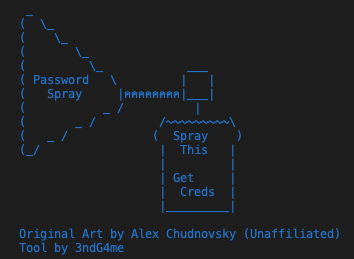 Password
Spray
Spray
This
Get
Creds
Original Art by Alex Chudnovsky (Unaffiliated)
Tool by 3ndG4me